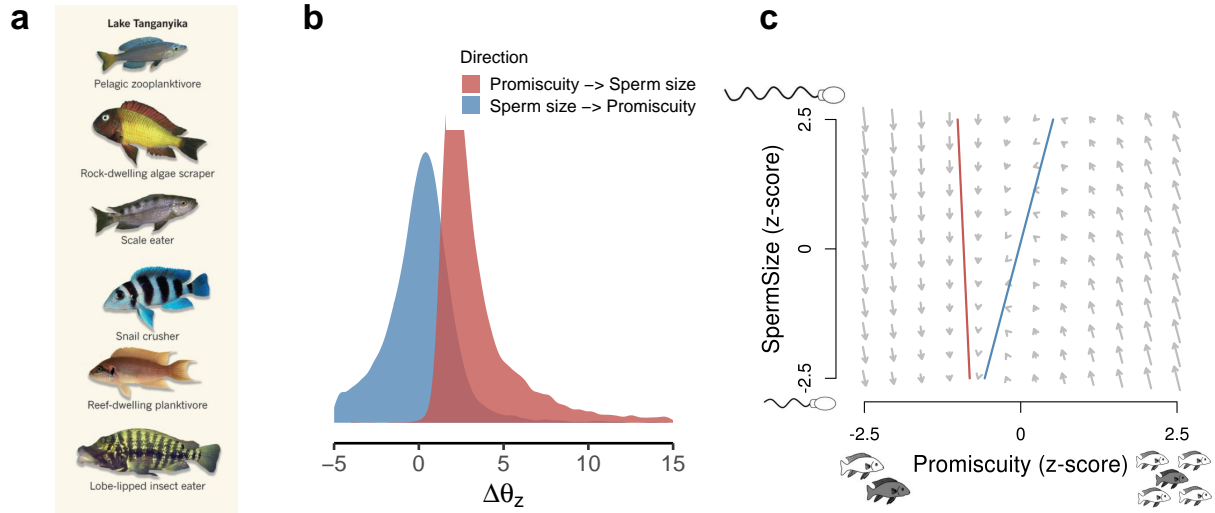 a
Lake Tanganyika
Pelagic zooplanktivore
Rock-dwelling algae scraper
Scale eater
Snail crusher
Reef-dwelling planktivore
Lobe-lipped insect eater
b
Direction
Promiscuity −> Sperm size
Sperm size −> Promiscuity
−5 0 5 10 15
Δθz
c
SpermSize (z-score)
2.5
0
-2.5
-2.5 0 2.5
Promiscuity (z-score)